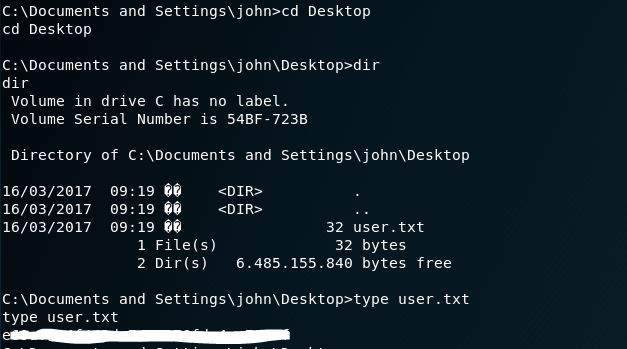 C:\Documents and Settings\john>cd Desktop
cd Desktop
C:\Documents and Settings\john\Desktop>dir
dir
Volume in drive C has no label.
Volume Serial Number is 54BF-723B
Directory of C:\Documents and Settings\john\Desktop
16/03/2017  09:19 ��    <DIR>          .
16/03/2017  09:19 ��    <DIR>          ..
16/03/2017  09:19 ��                32 user.txt
1 File(s)             32 bytes
2 Dir(s)   6.485.155.840 bytes free
C:\Documents and Settings\john\Desktop>type user.txt
type user.txt